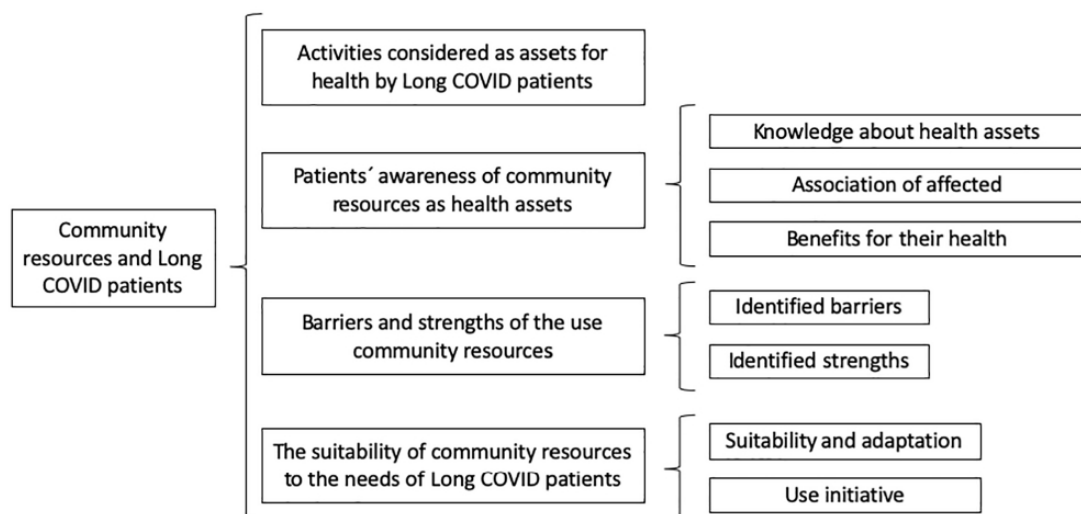 Community
resources and Long
COVID patients
Activities considered as assets for
health by Long COVID patients
Patients´ awareness of community
resources as health assets
Knowledge about health assets
Association of affected
Benefits for their health
Barriers and strengths of the use
community resources
Identified barriers
Identified strengths
The suitability of community resources
to the needs of Long COVID patients
Suitability and adaptation
Use initiative